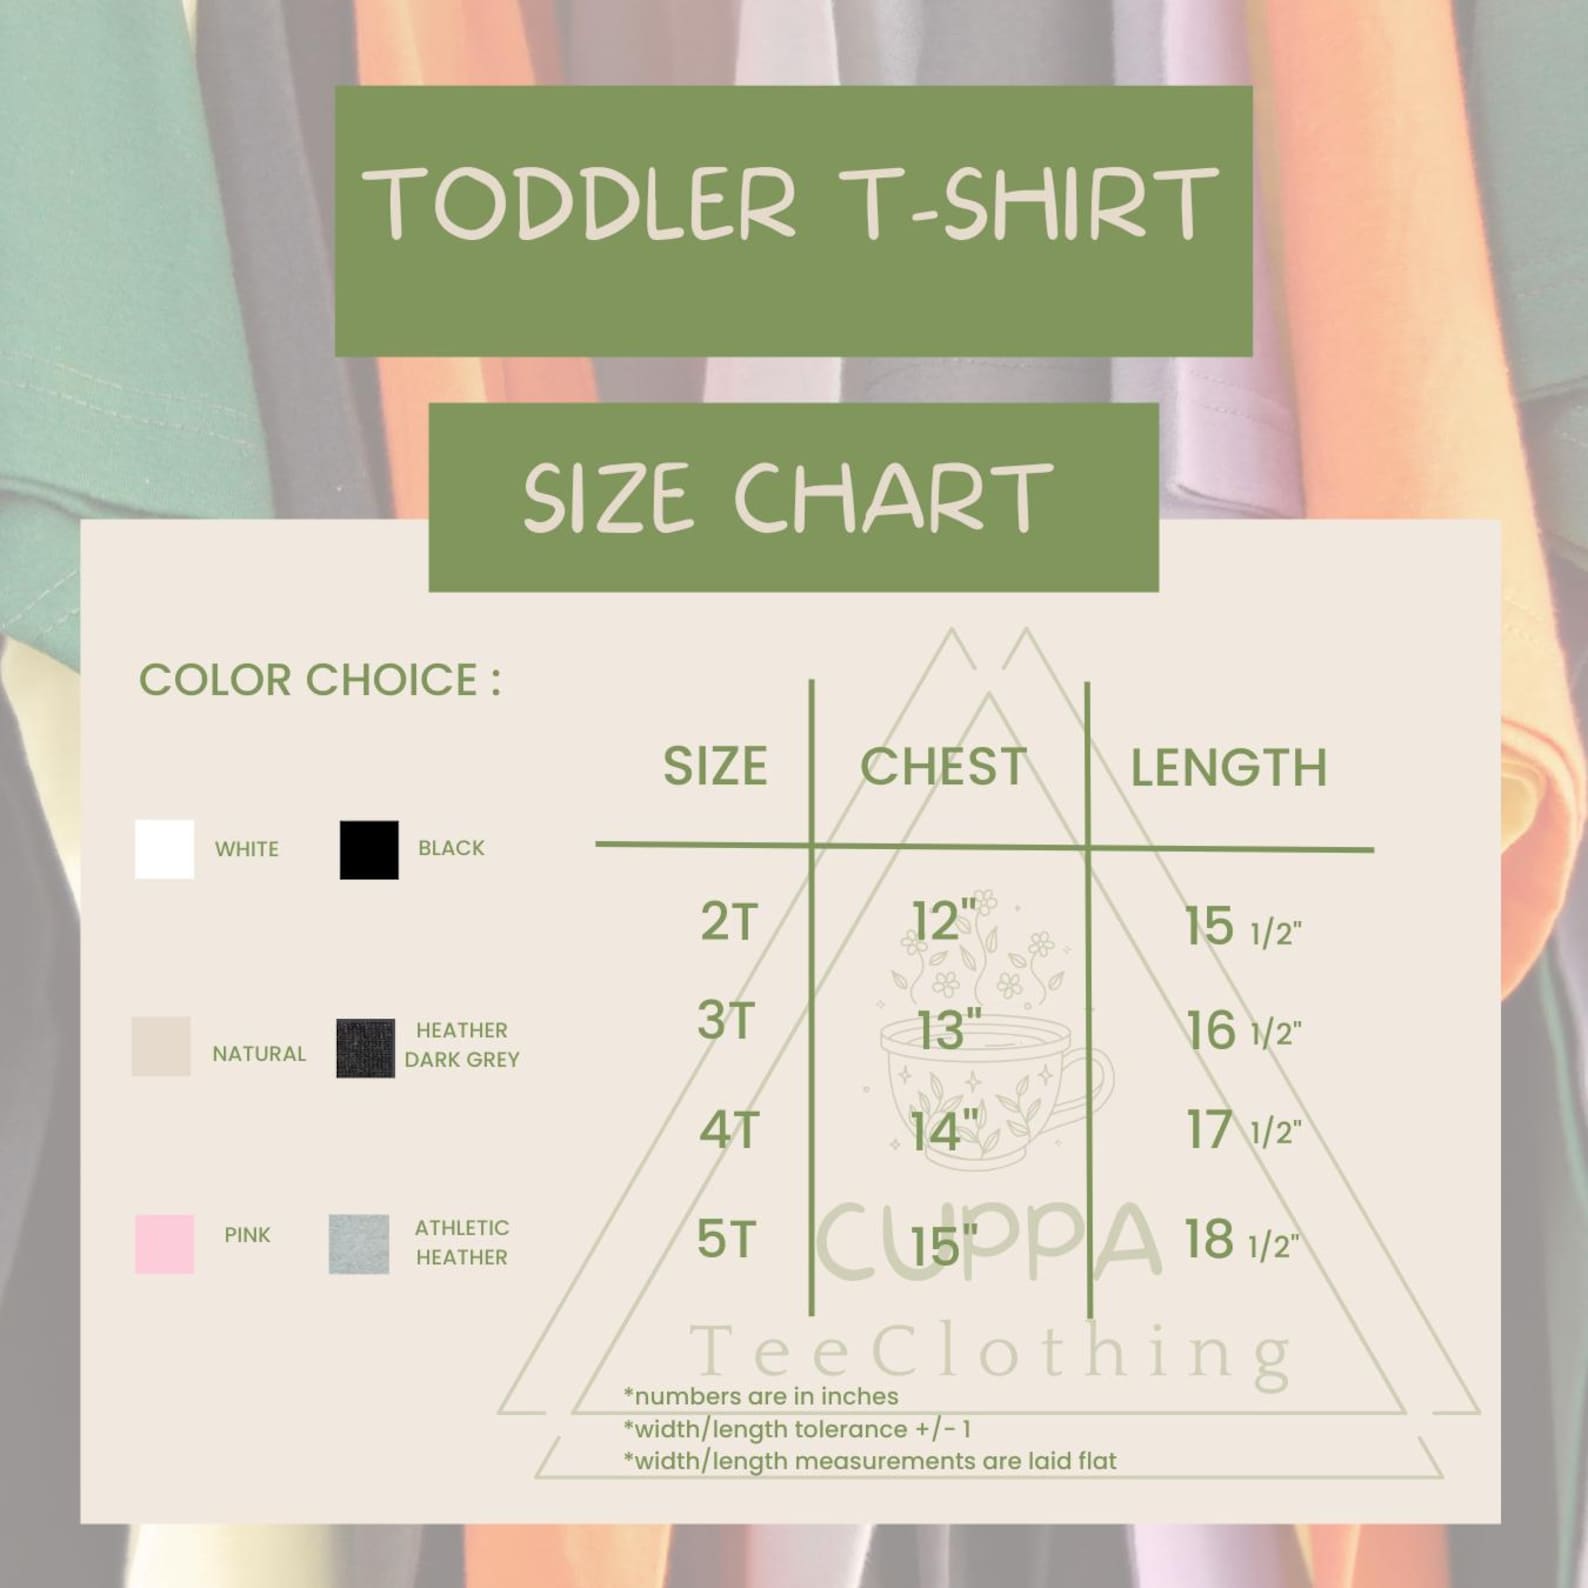 TODDLER T-SHIRT
SIZE CHART
COLOR CHOICE :
WHITE
BLACK
NATURAL
HEATHER
DARK GREY
PINK
ATHLETIC
HEATHER
SIZE CHEST LENGTH
2T 12" 15 1/2"
3T 13" 16 1/2"
4T 14" 17 1/2"
5T 15" 18 1/2"
CUPPA
TeeClothing
*numbers are in inches
*width/length tolerance +/- 1
*width/length measurements are laid flat